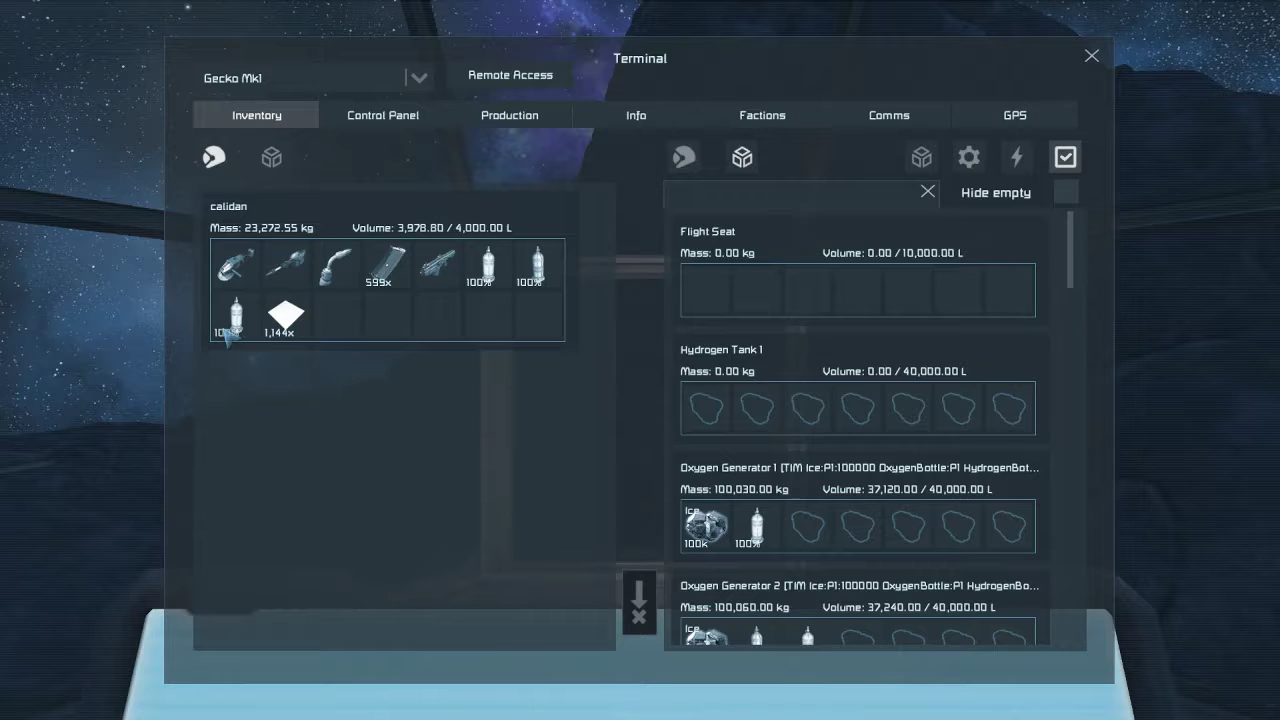 Terminal
Gecko Mk1
Remote Access
Inventory
Control Panel
Production
Info
Factions
Comms
GPS
calidan
Mass: 23,272.55 kg Volume: 3,978.80 / 4,000.00 L
599x
100%
100%
1,144x
Hide empty
Flight Seat
Mass: 0.00 kg Volume: 0.00 / 10,000.00 L
Hydrogen Tank 1
Mass: 0.00 kg Volume: 0.00 / 40,000.00 L
Oxygen Generator 1 [TIM Ice:P1:100000 OxygenBottle:P1 HydrogenBot...
Mass: 100,030.00 kg Volume: 37,120.00 / 40,000.00 L
Ice
100k
100%
Oxygen Generator 2 [TIM Ice:P1:100000 OxygenBottle:P1 HydrogenBo...
Mass: 100,060.00 kg Volume: 37,240.00 / 40,000.00 L
Ice